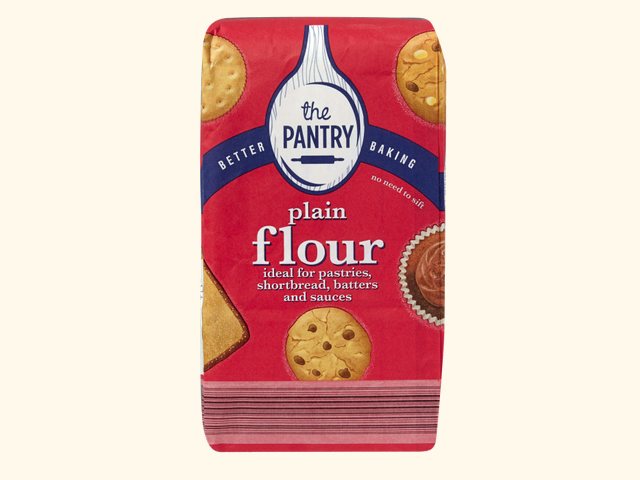 the
PANTRY
BETTER BAKING
no need to sift
plain
flour
ideal for pastries,
shortbread, batters
and sauces